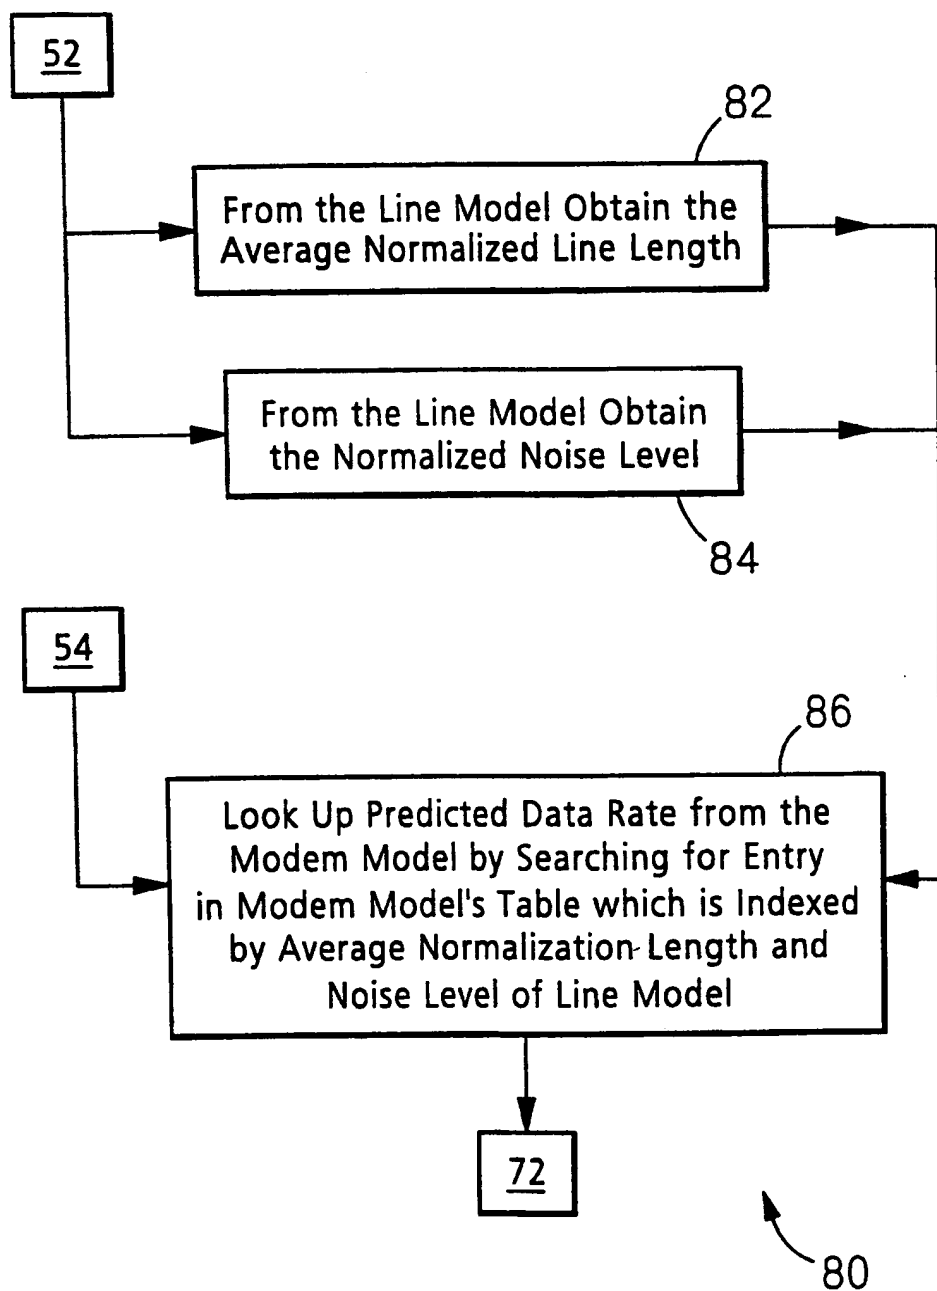 52
82
From the Line Model Obtain the
Average Normalized Line Length
From the Line Model Obtain
the Normalized Noise Level
84
54
86
Look Up Predicted Data Rate from the
Modem Model by Searching for Entry
in Modem Model's Table which is Indexed
by Average Normalization Length and
Noise Level of Line Model
72
80